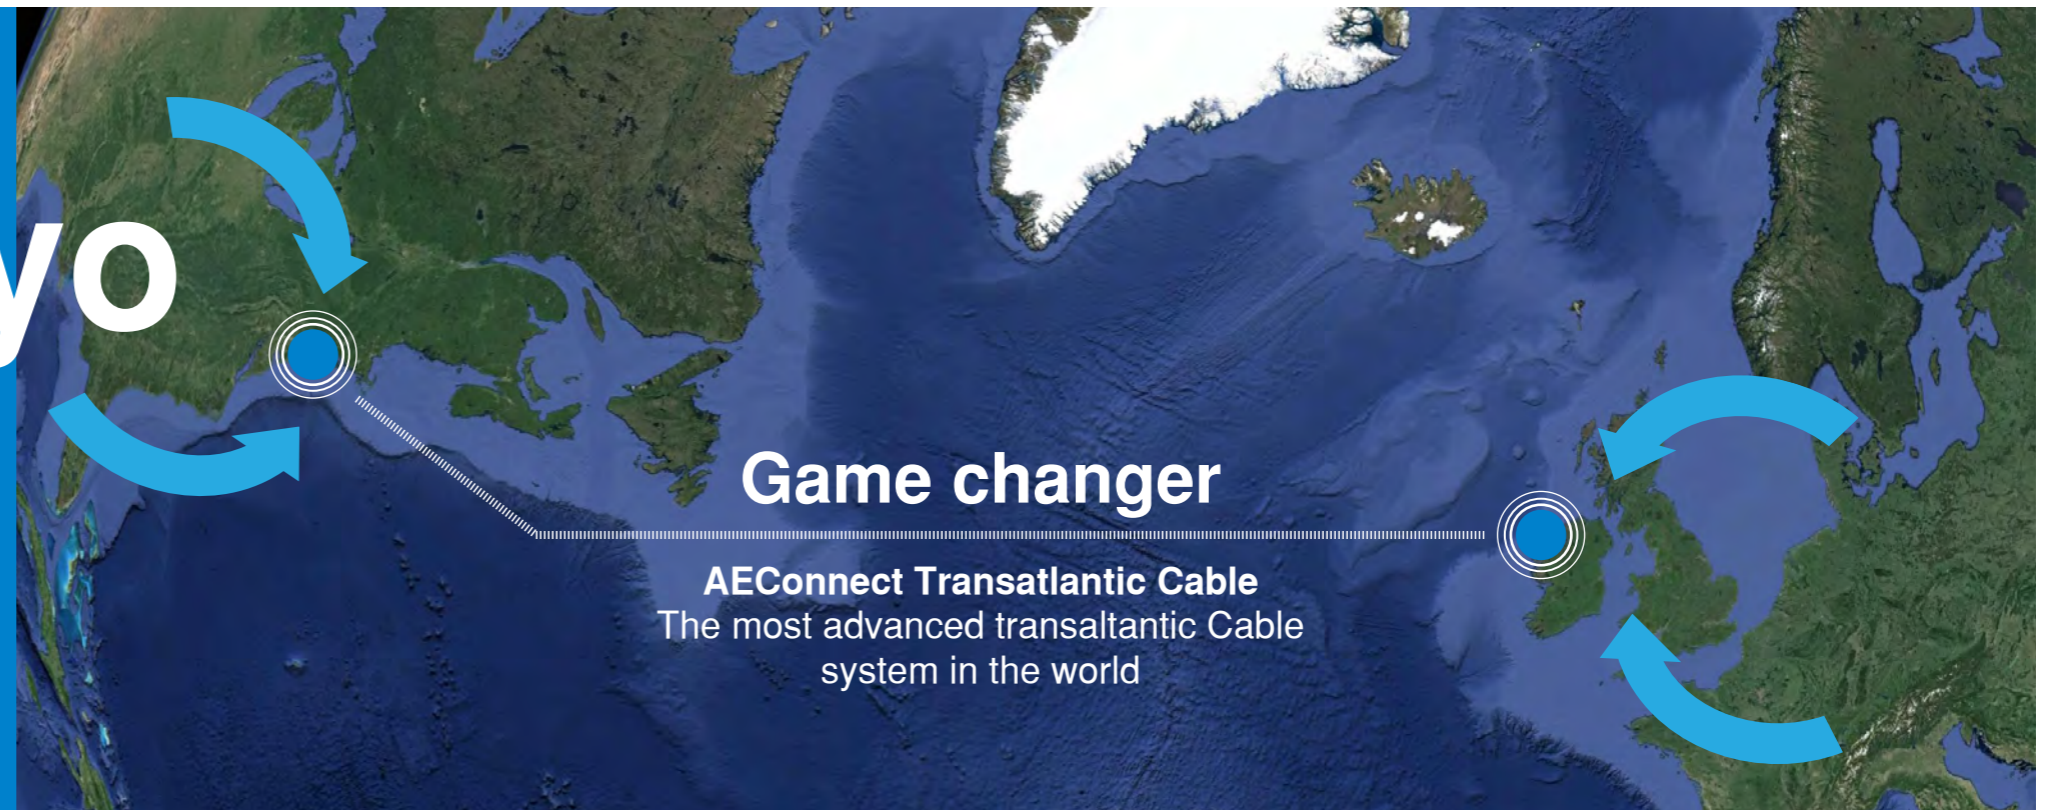 yo
Game changer
AEConnect Transatlantic Cable
The most advanced transaltantic Cable
system in the world